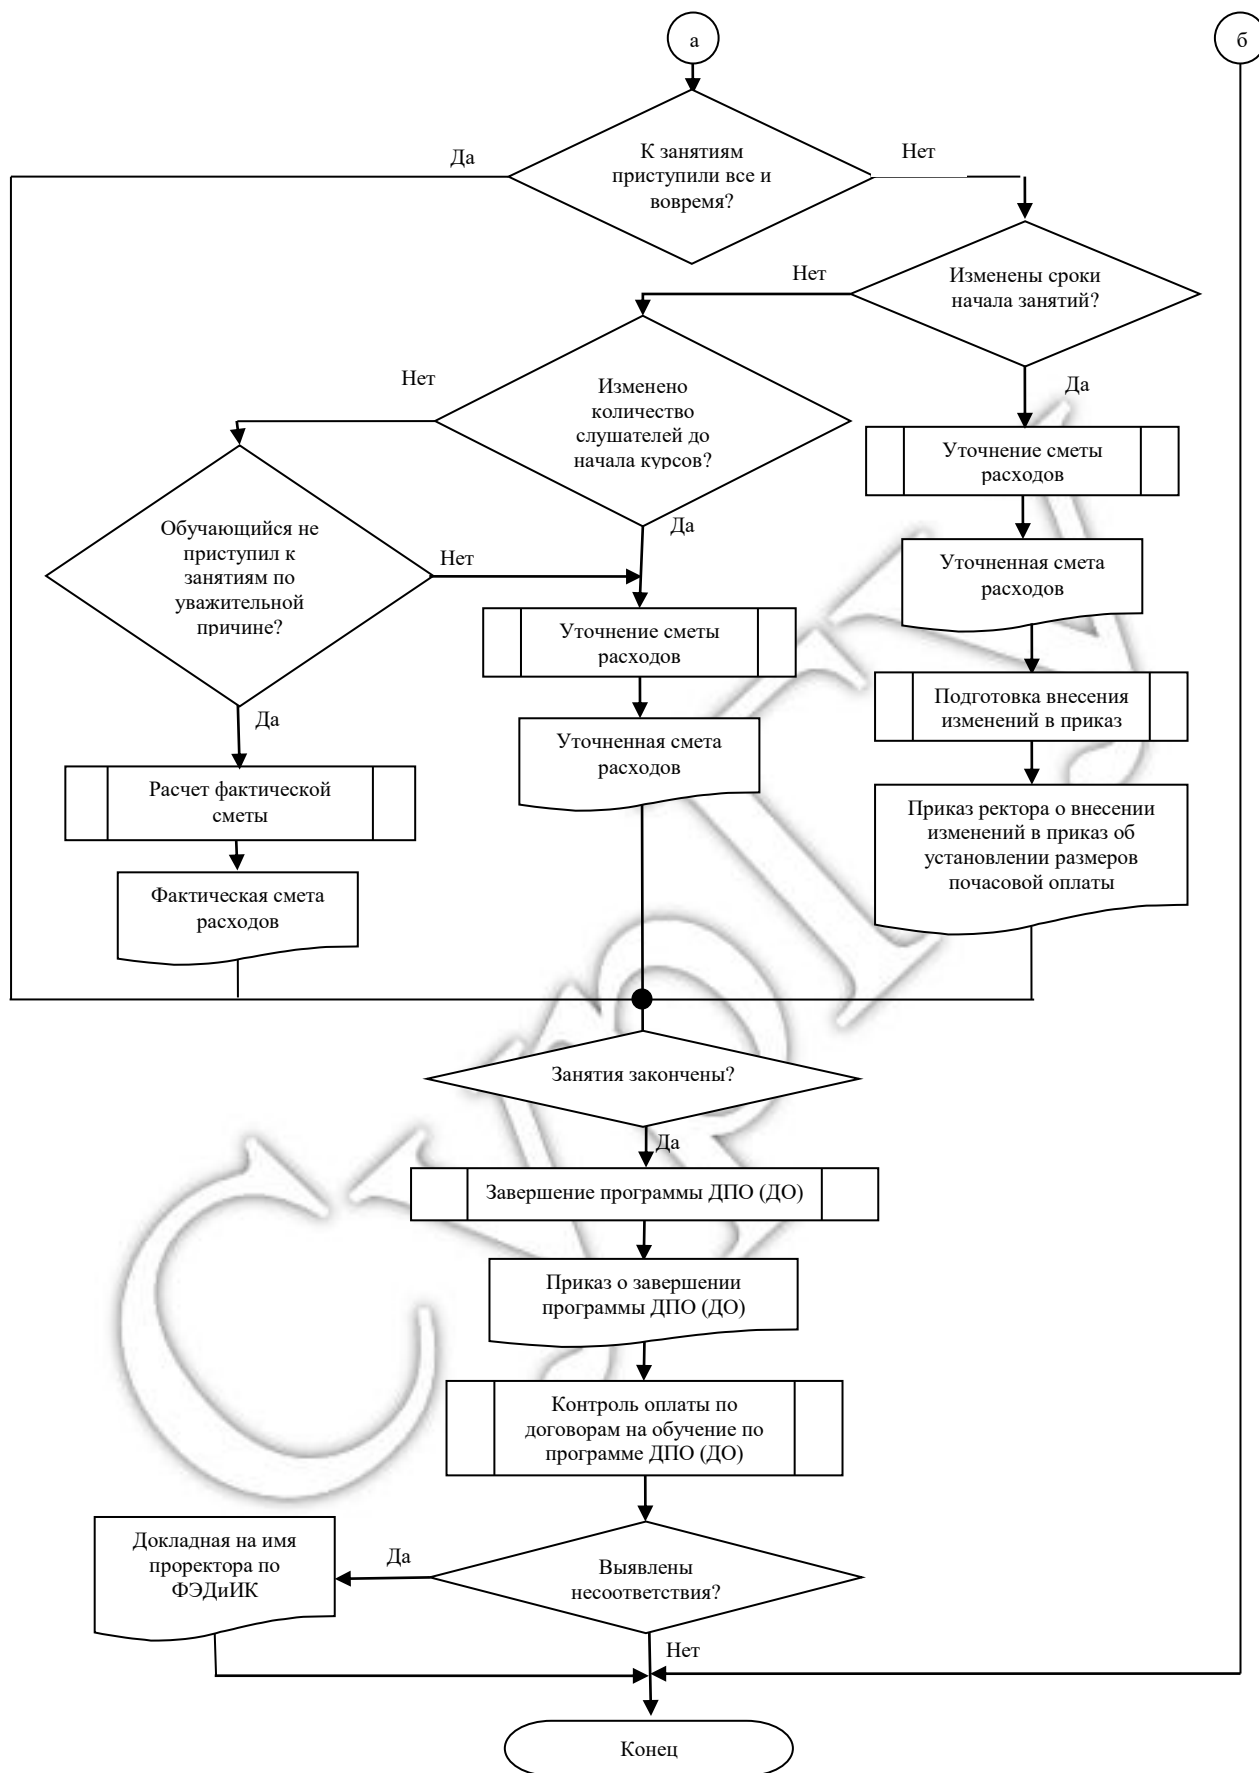 а
б
Да
К занятиям
приступили все и
вовремя?
Нет
Нет
Изменены сроки
начала занятий?
Нет
Изменено
количество
слушателей до
начала курсов?
Да
Уточнение сметы
расходов
Обучающийся не
приступил к
занятиям по
уважительной
причине?
Нет
Да
Уточненная смета
расходов
Уточнение сметы
расходов
Подготовка внесения
изменений в приказ
Да
Уточненная смета
расходов
Расчет фактической
сметы
Приказ ректора о внесении
изменений в приказ об
установлении размеров
почасовой оплаты
Фактическая смета
расходов
Занятия закончены?
Да
Завершение программы ДПО (ДО)
Приказ о завершении
программы ДПО (ДО)
Контроль оплаты по
договорам на обучение по
программе ДПО (ДО)
Докладная на имя
проректора по
ФЭДиИК
Да
Выявлены
несоответствия?
Нет
Конец